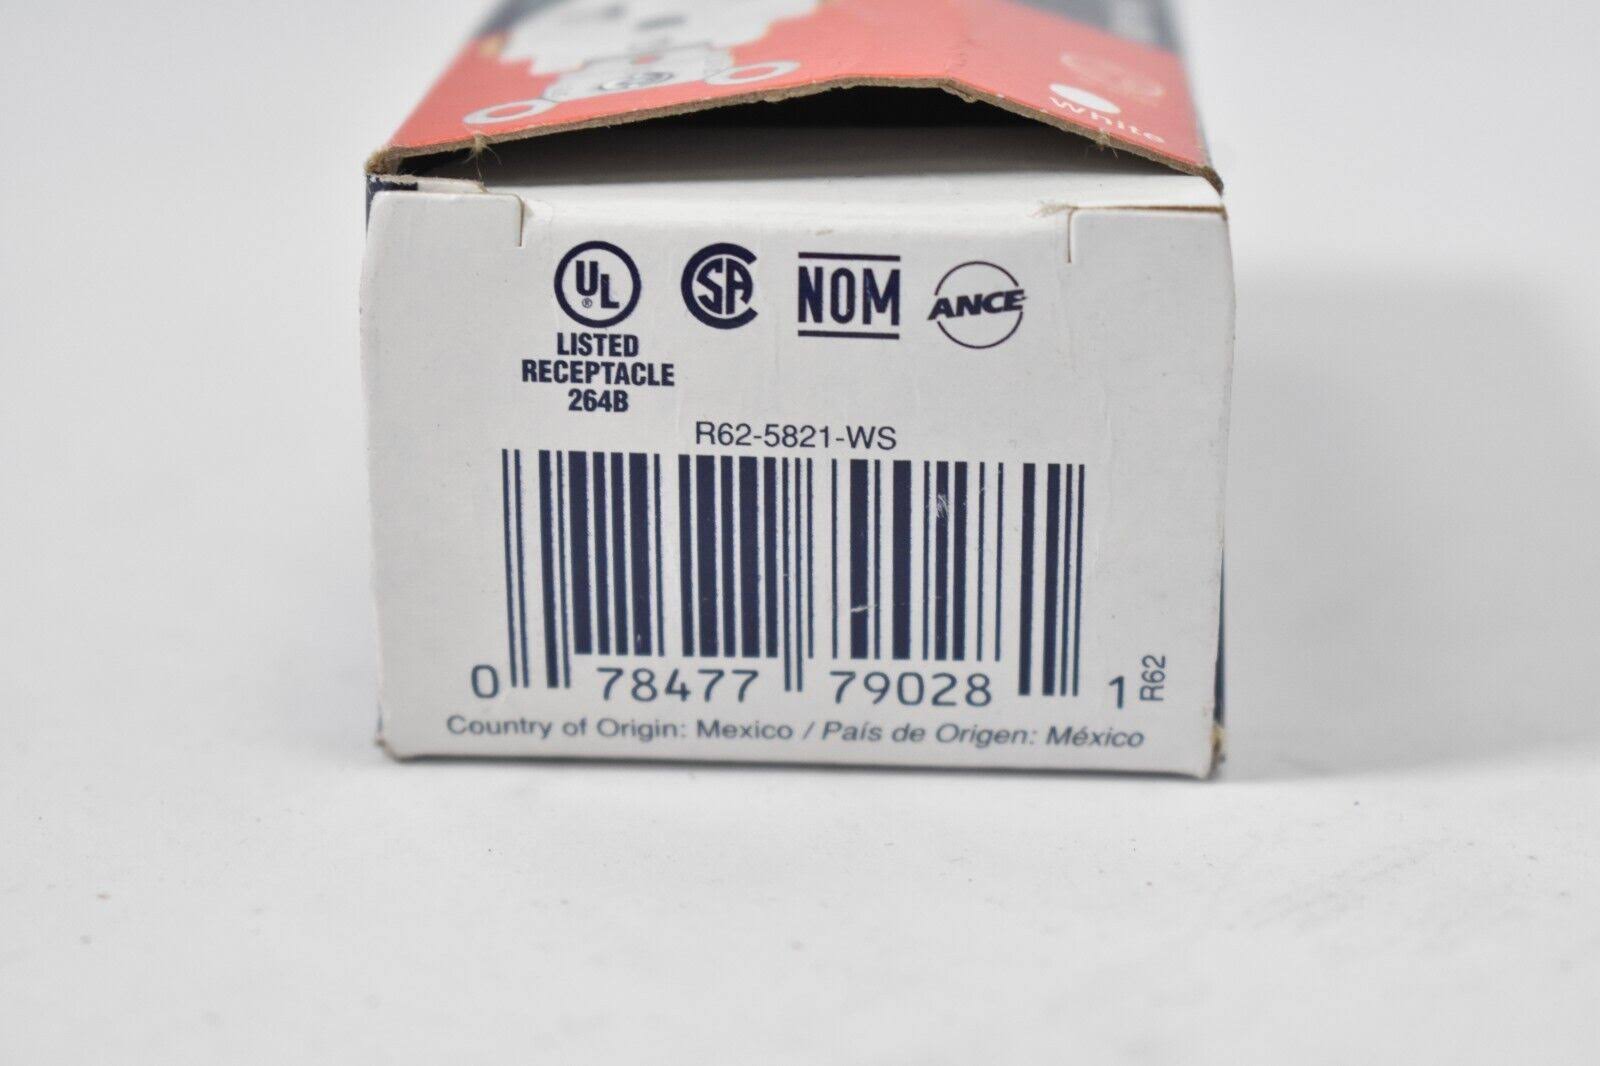 White
UL
LISTED
RECEPTACLE
264B
SA
NOM
ANCE
R62-5821-WS
0 78477 79028 1
R62
Country of Origin: Mexico / País de Origen: México